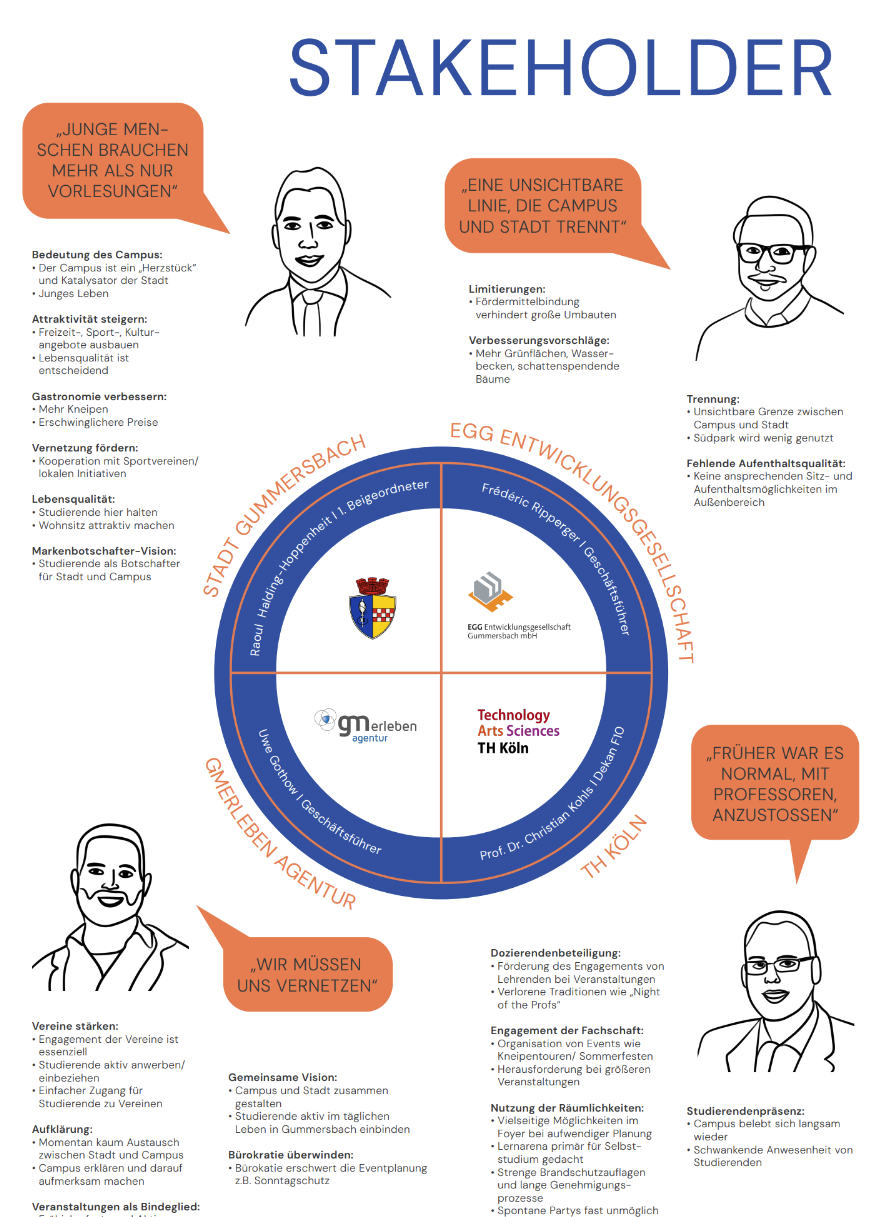 STAKEHOLDER
„JUNGE MEN-
SCHEN BRAUCHEN
MEHR ALS NUR
VORLESUNGEN“
Bedeutung des Campus:
• Der Campus ist ein „Herzstück“
und Katalysator der Stadt
• Junges Leben
Attraktivität steigern:
• Freizeit-, Sport-, Kultur-
angebote ausbauen
• Lebensqualität ist
entscheidend
Gastronomie verbessern:
• Mehr Kneipen
• Erschwinglichere Preise
Vernetzung fördern:
• Kooperation mit Sportvereinen/
lokalen Initiativen
Lebensqualität:
• Studierende hier halten
• Wohnsitz attraktiv machen
Markenbotschafter-Vision:
• Studierende als Botschafter
für Stadt und Campus
„EINE UNSICHTBARE
LINIE, DIE CAMPUS
UND STADT TRENNT“
Limitierungen:
• Fördermittelbindung
verhindert große Umbauten
Verbesserungsvorschläge:
• Mehr Grünflächen, Wasser-
becken, schattenspendende
Bäume
Trennung:
• Unsichtbare Grenze zwischen
Campus und Stadt
• Südpark wird wenig genutzt
Fehlende Aufenthaltsqualität:
• Keine ansprechenden Sitz- und
Aufenthaltsmöglichkeiten im
Außenbereich
STADT GUMMERSBACH
Raoul Halding-Hoppenheit I 1. Beigeordneter
EGG ENTWICKLUNGSGESELLSCHAFT
Frédéric Ripperger I Geschäftsführer
EGG Entwicklungsgesellschaft
Gummersbach mbH
gm erleben
agentur
Technology
Arts Sciences
TH Köln
Uwe Gothow I Geschäftsführer
GMERLEBEN AGENTUR
Prof. Dr. Christian Kohls I Dekan F10
TH KÖLN
„FRÜHER WAR ES
NORMAL, MIT
PROFESSOREN,
ANZUSTOSSEN“
„WIR MÜSSEN
UNS VERNETZEN“
Vereine stärken:
• Engagement der Vereine ist
essenziell
• Studierende aktiv anwerben/
einbeziehen
• Einfacher Zugang für
Studierende zu Vereinen
Aufklärung:
• Momentan kaum Austausch
zwischen Stadt und Campus
• Campus erklären und darauf
aufmerksam machen
Veranstaltungen als Bindeglied:
Gemeinsame Vision:
• Campus und Stadt zusammen
gestalten
• Studierende aktiv im täglichen
Leben in Gummersbach einbinden
Bürokratie überwinden:
• Bürokatie erschwert die Eventplanung
z.B. Sonntagschutz
Dozierendenbeteiligung:
• Förderung des Engagements von
Lehrenden bei Veranstaltungen
• Verlorene Traditionen wie „Night
of the Profs“
Engagement der Fachschaft:
• Organisation von Events wie
Kneipentouren/ Sommerfesten
• Herausforderung bei größeren
Veranstaltungen
Nutzung der Räumlichkeiten:
• Vielseitige Möglichkeiten im
Foyer bei aufwendiger Planung
• Lernarena primär für Selbst-
studium gedacht
• Strenge Brandschutzauflagen
und lange Genehmigungs-
prozesse
• Spontane Partys fast unmöglich
Studierendenpräsenz:
• Campus belebt sich langsam
wieder
• Schwankende Anwesenheit von
Studierenden